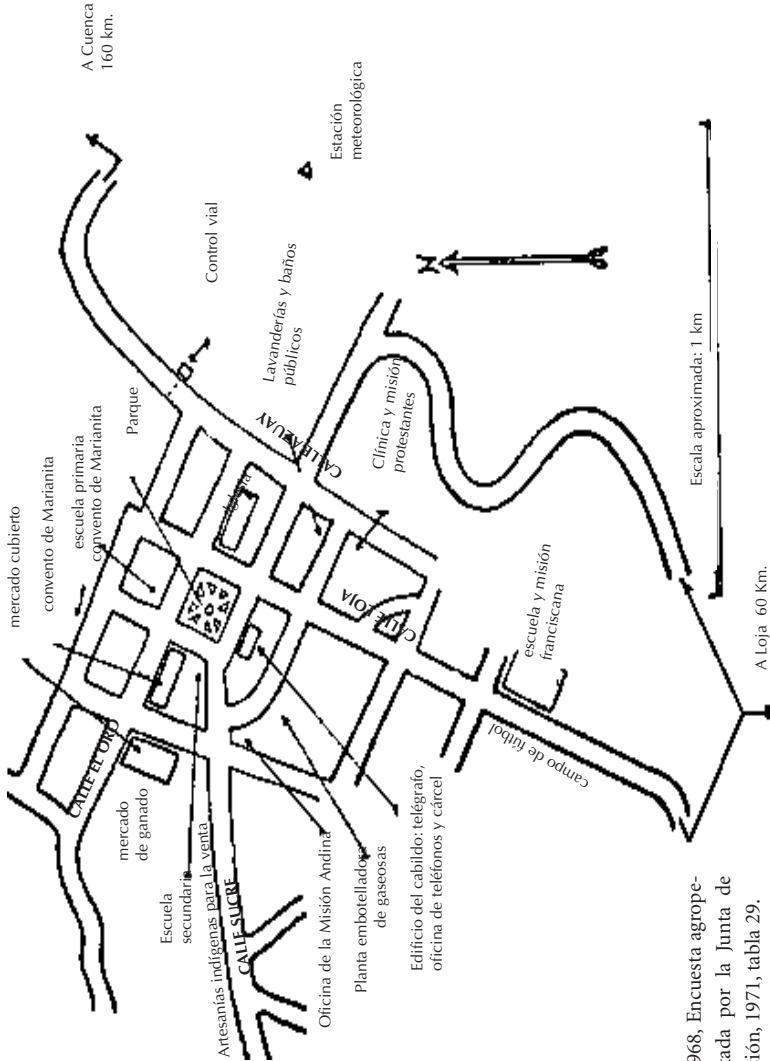 A Cuenca
160 km.
Estación
meteorológica
Control vial
Lavanderías y baños
públicos
Parque
mercado cubierto
convento de Marianita
escuela primaria
convento de Marianita
CALLE AZUAY
Clínica y misión
protestantes
N
CALLE LOJA
CALLE EL ORO
mercado
de ganado
Escuela
secundaria
Artesanías indígenas para la venta
CALLE SUCRE
Oficina de la Misión Andina
Planta embotelladora
de gaseosas
Edificio del cabildo: telégrafo,
oficina de teléfonos y cárcel
escuela y misión
franciscana
campo de fútbol
Escala aproximada: 1 km
A Loja 60 Km.
968, Encuesta agrope-
ada por la Junta de
ión, 1971, tabla 29.